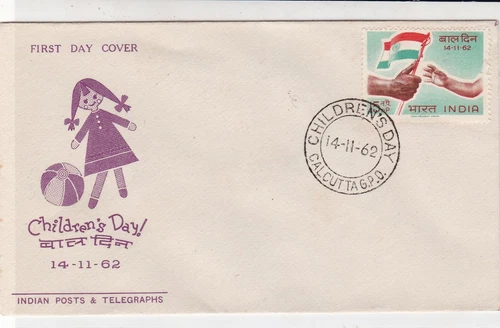 FIRST DAY COVER
Children's Day!
बाल दिन
14-11-62
INDIAN POSTS & TELEGRAPHS
बाल दिन
14-11-62
भारत INDIA
CHILDREN'S DAY
14-11-62
CALCUTTA G.P.O.